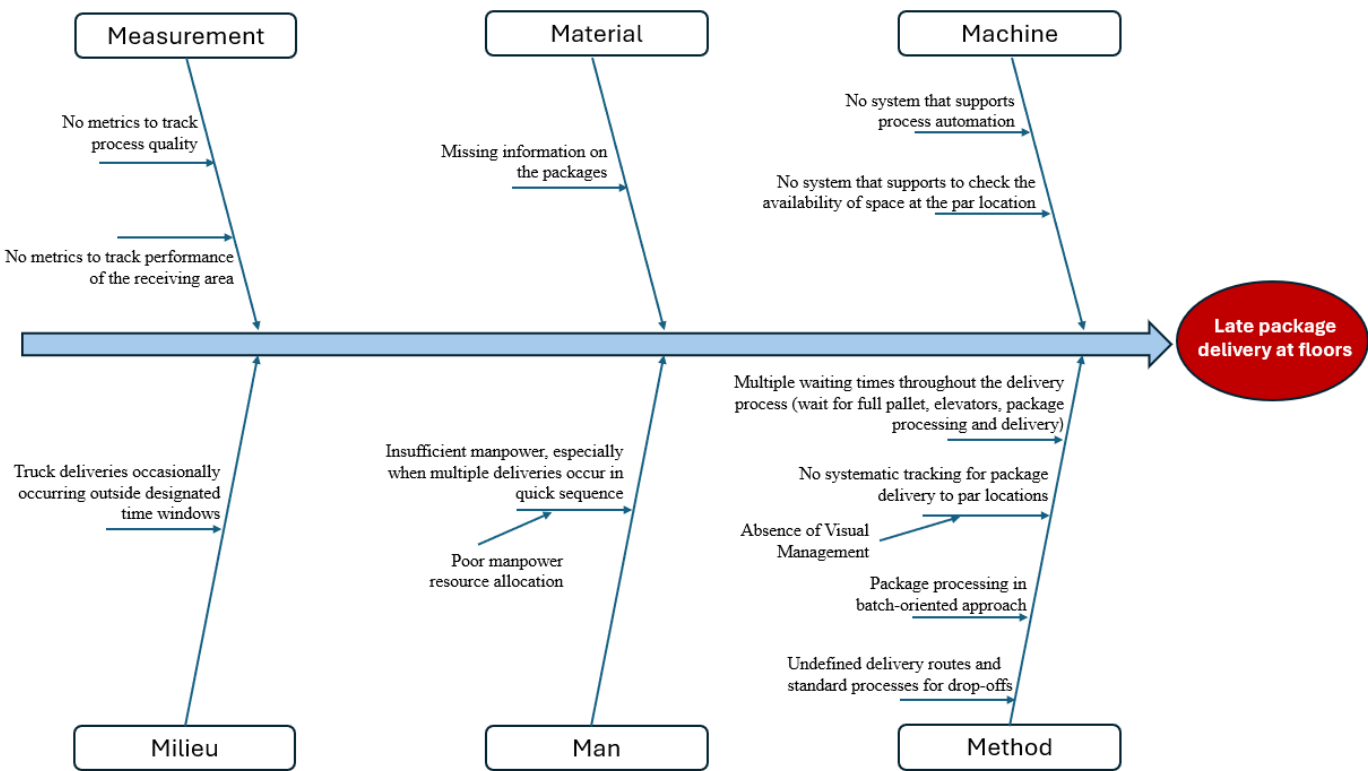 Measurement
Material
Machine
No metrics to track
process quality
No metrics to track performance
of the receiving area
Missing information on
the packages
No system that supports
process automation
No system that supports to check the
availability of space at the par location
Late package
delivery at floors
Truck deliveries occasionally
occurring outside designated
time windows
Insufficient manpower, especially
when multiple deliveries occur in
quick sequence
Poor manpower
resource allocation
Multiple waiting times throughout the delivery
process (wait for full pallet, elevators, package
processing and delivery)
No systematic tracking for package
delivery to par locations
Absence of Visual
Management
Package processing in
batch-oriented approach
Undefined delivery routes and
standard processes for drop-offs
Milieu
Man
Method